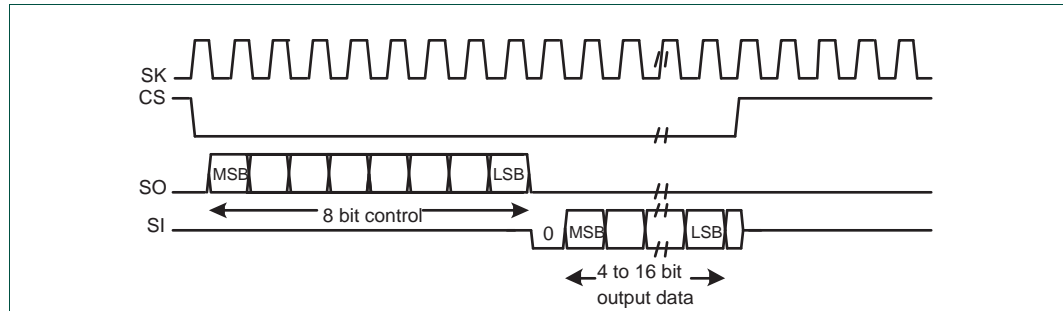 SK
CS
SO
MSB
LSB
8 bit control
SI
0
MSB
LSB
4 to 16 bit
output data